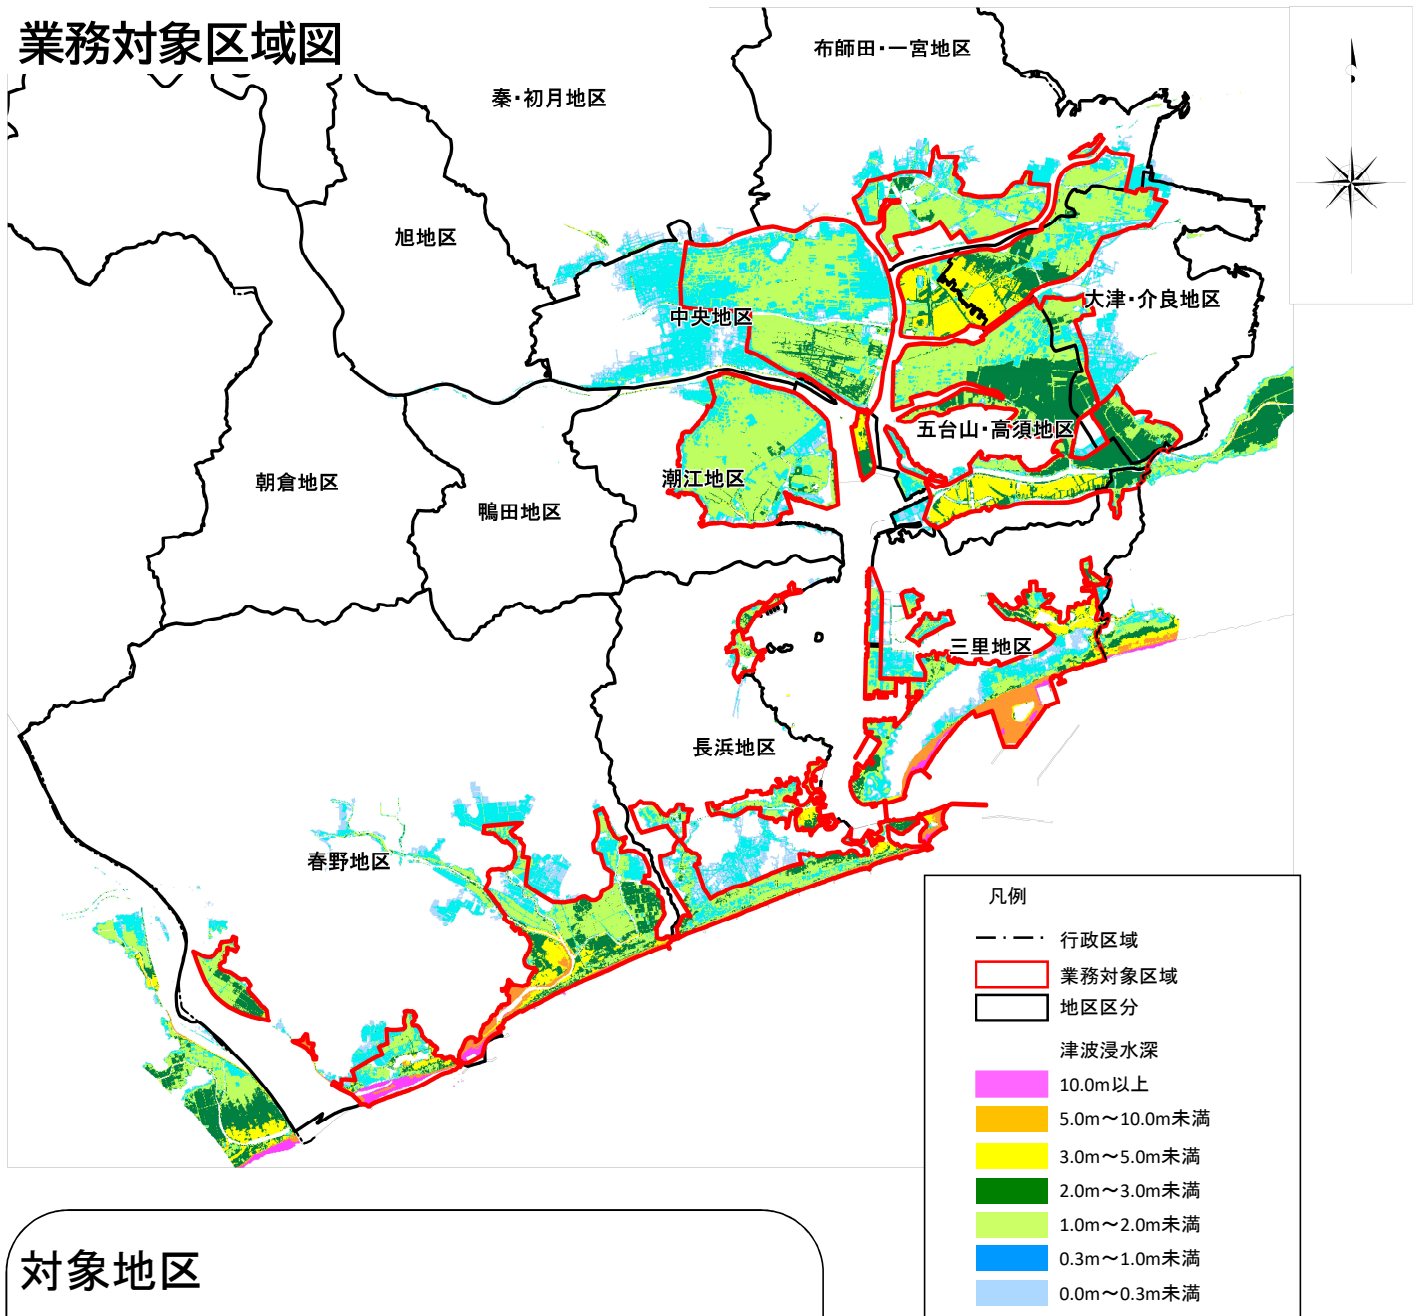 業務対象区域図
布師田・一宮地区
秦・初月地区
旭地区
大津・介良地区
中央地区
五台山・高須地区
潮江地区
朝倉地区
鴨田地区
三里地区
長浜地区
春野地区
凡例
行政区域
業務対象区域
地区区分
津波浸水深
10.0m以上
5.0m～10.0m未満
3.0m～5.0m未満
2.0m～3.0m未満
1.0m～2.0m未満
0.3m～1.0m未満
0.0m～0.3m未満
対象地区